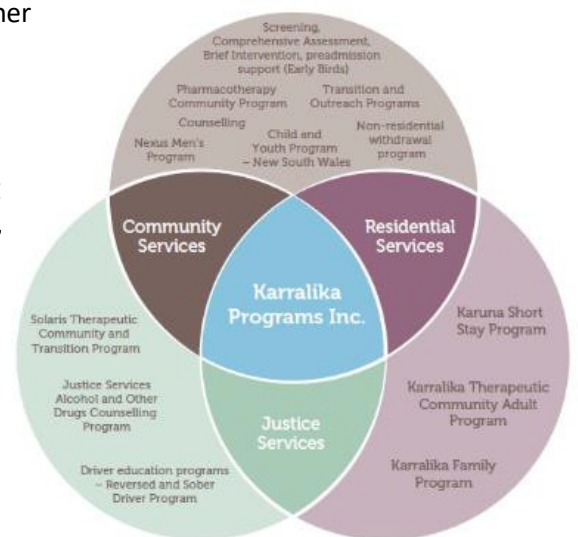 ner
Screening,
Comprehensive Assessment,
Brief Intervention, preadmission
support (Early Birds)
Pharmacotherapy
Community Program
Transition and
Outreach Programs
Counselling
Nexus Men's
Program
Child and
Youth Program
– New South Wales
Non-residential
withdrawal
program
Community
Services
Residential
Services
Karralika
Programs Inc.
Solaris Therapeutic
Community and
Transition Program
Justice Services
Alcohol and Other
Drugs Counselling
Program
Driver education programs
– Reversed and Sober
Driver Program
Justice
Services
Karuna Short
Stay Program
Karralika Therapeutic
Community Adult
Program
Karralika Family
Program